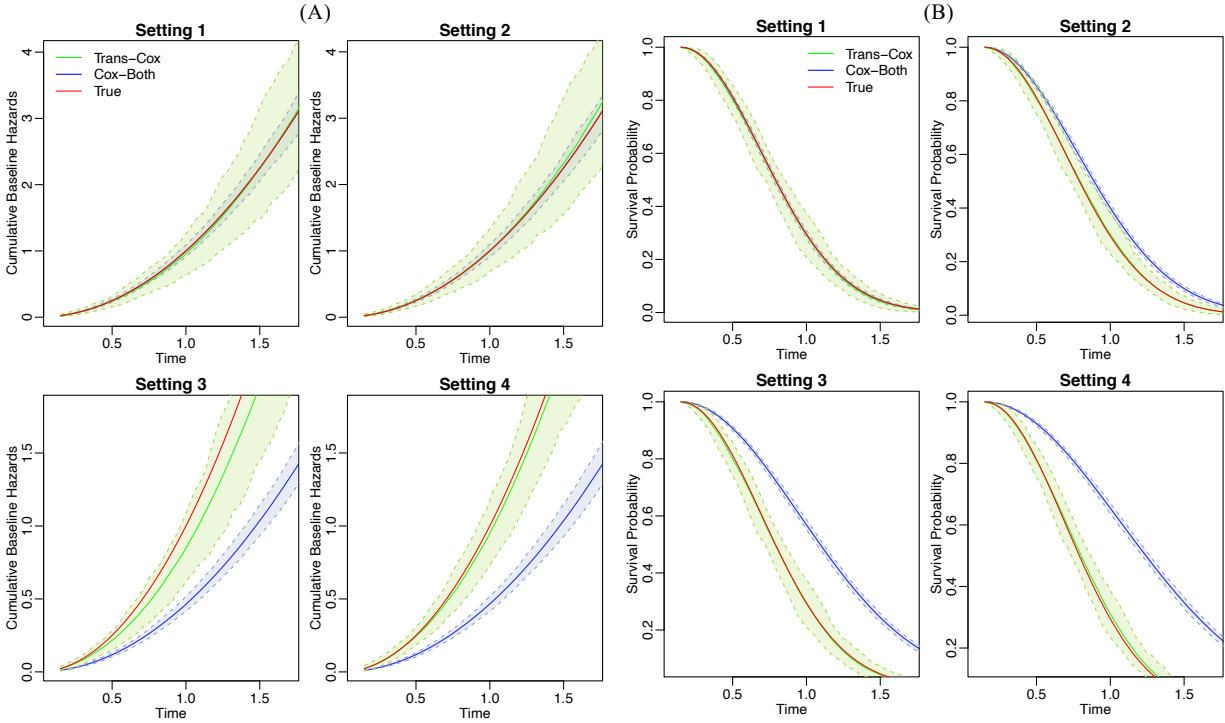 (A)
(B)
Setting 1
Setting 2
Setting 1
Setting 2
Cumulative Baseline Hazards
0
1
2
3
4
Trans−Cox
Cox−Both
True
0.5
1.0
1.5
Time
Cumulative Baseline Hazards
0
1
2
3
4
0.5
1.0
1.5
Time
Survival Probability
0.0
0.2
0.4
0.6
0.8
1.0
Trans−Cox
Cox−Both
True
0.5
1.0
1.5
Time
Survival Probability
0.0
0.2
0.4
0.6
0.8
1.0
0.5
1.0
1.5
Time
Setting 3
Setting 4
Setting 3
Setting 4
Cumulative Baseline Hazards
0.0
0.5
1.0
1.5
0.5
1.0
1.5
Time
Cumulative Baseline Hazards
0.0
0.5
1.0
1.5
0.5
1.0
1.5
Time
Survival Probability
0.2
0.4
0.6
0.8
1.0
0.5
1.0
1.5
Time
Survival Probability
0.2
0.4
0.6
0.8
1.0
0.5
1.0
1.5
Time